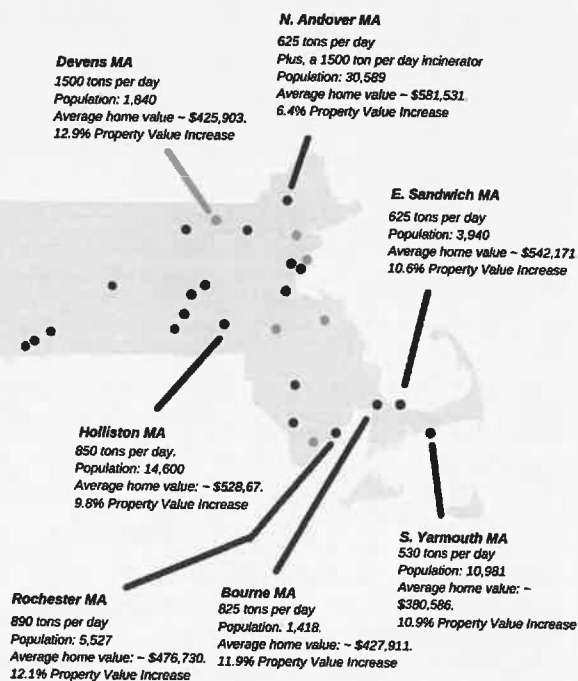 N. Andover MA
625 tons per day
Plus, a 1500 ton per day incinerator
Population: 30,589
Average home value ~ $581,531.
6.4% Property Value Increase
Devens MA
1500 tons per day
Population: 1,840
Average home value ~ $425,903.
12.9% Property Value Increase
E. Sandwich MA
625 tons per day
Population: 3,940
Average home value ~ $542,171
10.6% Property Value Increase
Holliston MA
850 tons per day.
Population: 14,600
Average home value: ~ $528,67.
9.8% Property Value Increase
S. Yarmouth MA
530 tons per day
Population: 10,981
Average home value: ~
$380,586.
10.9% Property Value Increase
Rochester MA
890 tons per day
Population: 5,527
Average home value: ~ $476,730.
12.1% Property Value Increase
Bourne MA
825 tons per day
Population. 1,418.
Average home value: ~ $427,911.
11.9% Property Value Increase